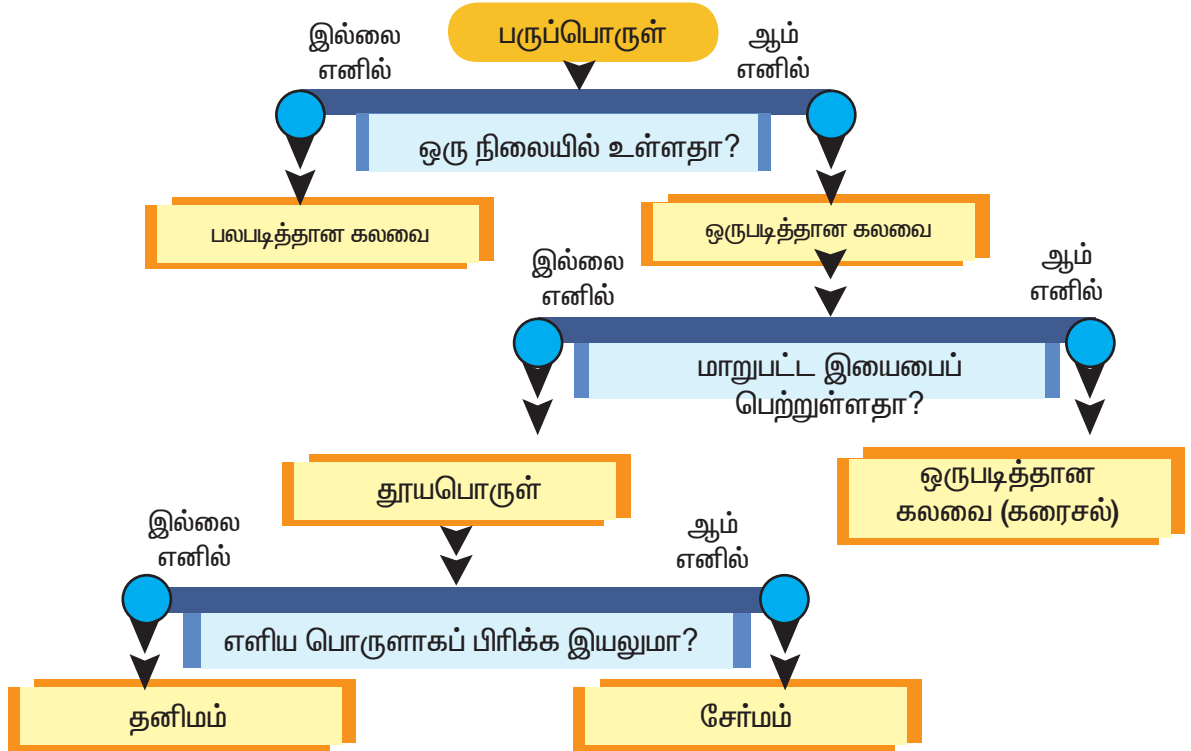 பருப்பொருள்
இல்லை
எனில்
ஆம்
எனில்
ஒரு நிலையில் உள்ளதா?
பலபடித்தான கலவை
ஒருபடித்தான கலவை
இல்லை
எனில்
ஆம்
எனில்
மாறுபட்ட இயைபைப்
பெற்றுள்ளதா?
தூயபொருள்
ஒருபடித்தான
கலவை (கரைசல்)
இல்லை
எனில்
ஆம்
எனில்
எளிய பொருளாகப் பிரிக்க இயலுமா?
தனிமம்
சேர்மம்